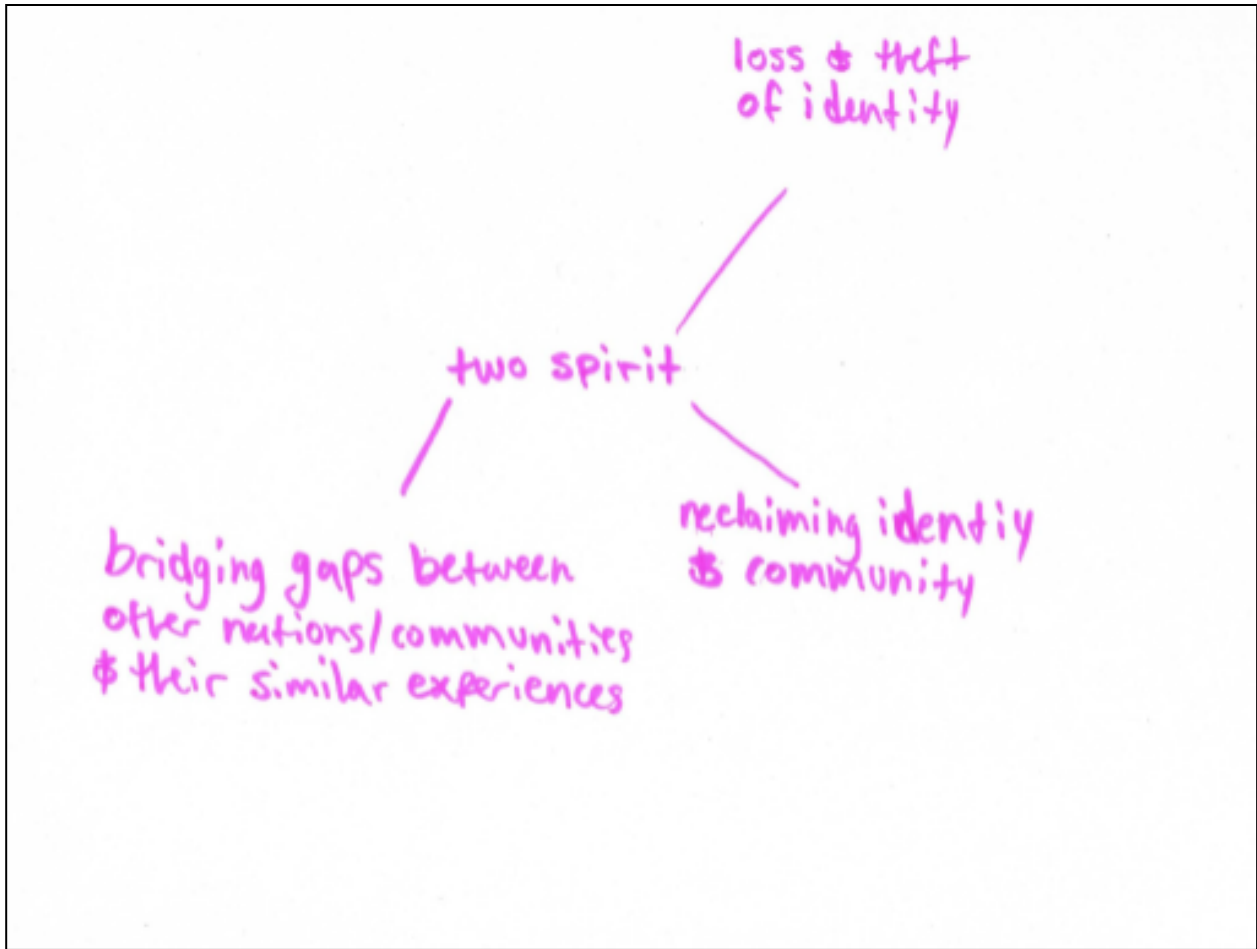 loss & theft
of identity
two spirit
reclaiming identiy
& community
bridging gaps between
other nations/communities
& their similar experiences